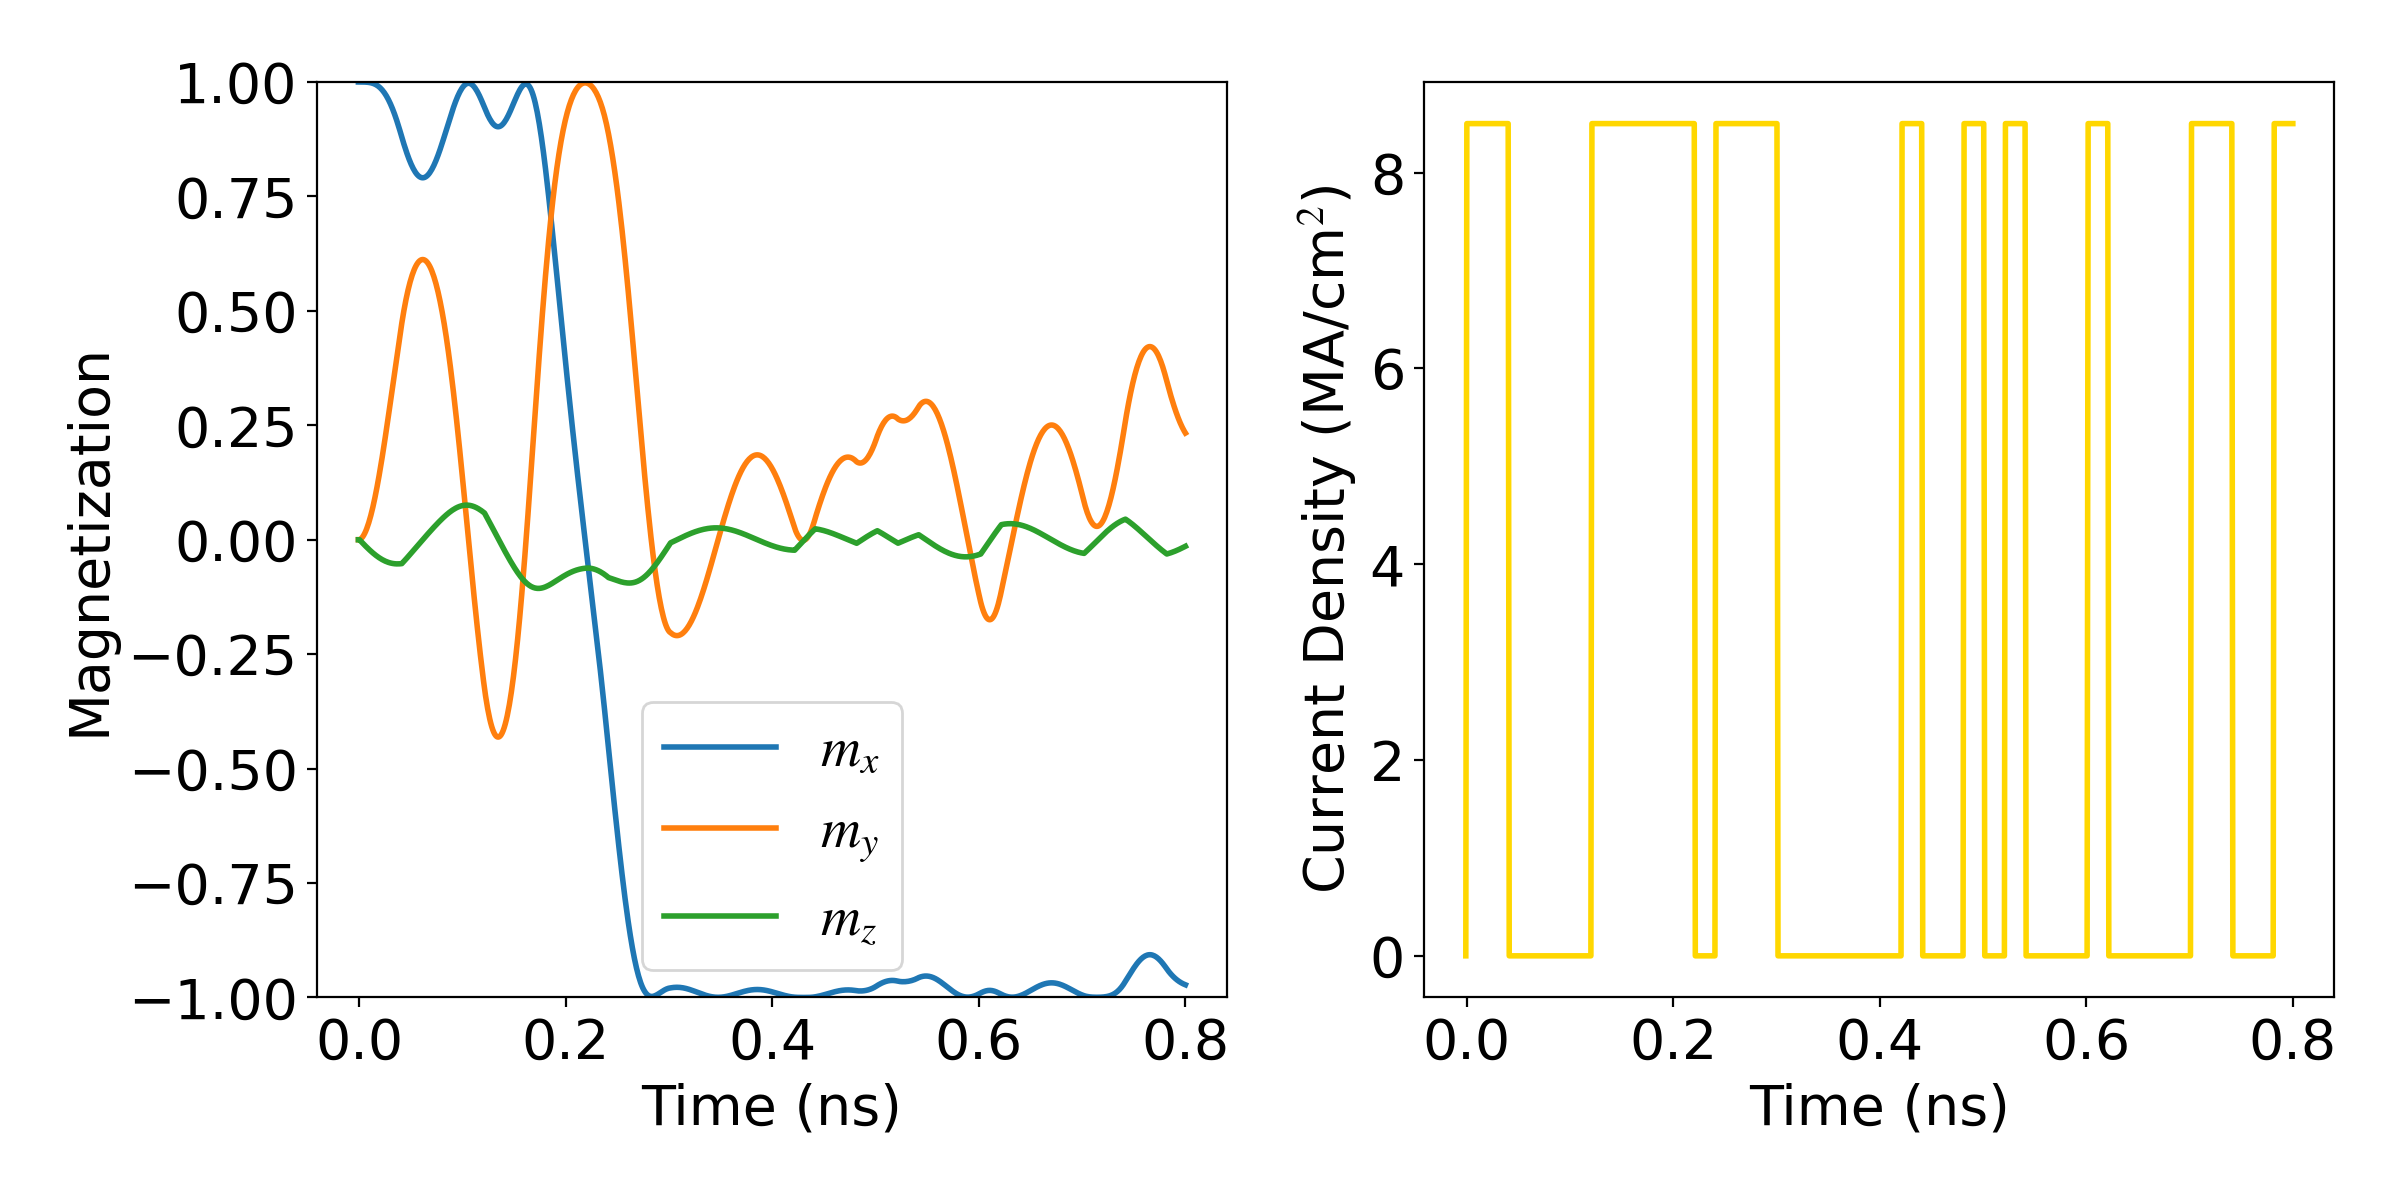 Magnetization
1.00
0.75
0.50
0.25
0.00
−0.25
−0.50
−0.75
−1.00
0.0 0.2 0.4 0.6 0.8
Time (ns)
m_x
m_y
m_z
Current Density (MA/cm²)
8
6
4
2
0
0.0 0.2 0.4 0.6 0.8
Time (ns)